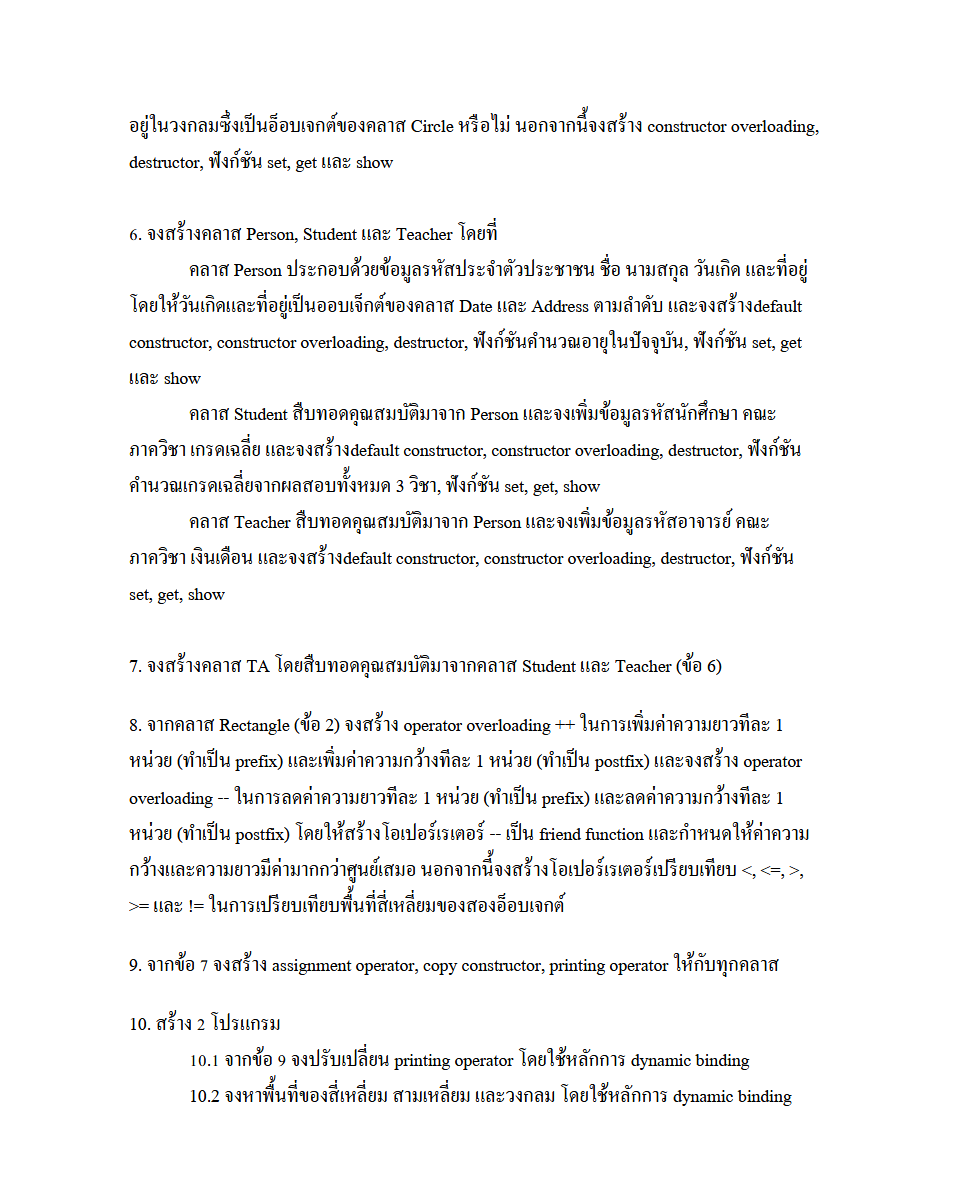 อยู่ในวงกลมซึ่งเป็นอ็อบเจกต์ของคลาส Circle หรือไม่ นอกจากนี้จงสร้าง constructor overloading,
destructor, ฟังก์ชัน set, get และ show
6. จงสร้างคลาส Person, Student และ Teacher โดยที่
คลาส Person ประกอบด้วยข้อมูลรหัสประจำตัวประชาชน ชื่อ นามสกุล วันเกิด และที่อยู่
โดยให้วันเกิดและที่อยู่เป็นออบเจ็กต์ของคลาส Date และ Address ตามลำดับ และจงสร้างdefault
constructor, constructor overloading, destructor, ฟังก์ชันคำนวณอายุในปัจจุบัน, ฟังก์ชัน set, get
และ show
คลาส Student สืบทอดคุณสมบัติมาจาก Person และจงเพิ่มข้อมูลรหัสนักศึกษา คณะ
ภาควิชา เกรดเฉลี่ย และจงสร้างdefault constructor, constructor overloading, destructor, ฟังก์ชัน
คำนวณเกรดเฉลี่ยจากผลสอบทั้งหมด 3 วิชา, ฟังก์ชัน set, get, show
คลาส Teacher สืบทอดคุณสมบัติมาจาก Person และจงเพิ่มข้อมูลรหัสอาจารย์ คณะ
ภาควิชา เงินเดือน และจงสร้างdefault constructor, constructor overloading, destructor, ฟังก์ชัน
set, get, show
7. จงสร้างคลาส TA โดยสืบทอดคุณสมบัติมาจากคลาส Student และ Teacher (ข้อ 6)
8. จากคลาส Rectangle (ข้อ 2) จงสร้าง operator overloading ++ ในการเพิ่มค่าความยาวทีละ 1
หน่วย (ทำเป็น prefix) และเพิ่มค่าความกว้างทีละ 1 หน่วย (ทำเป็น postfix) และจงสร้าง operator
overloading -- ในการลดค่าความยาวทีละ 1 หน่วย (ทำเป็น prefix) และลดค่าความกว้างทีละ 1
หน่วย (ทำเป็น postfix) โดยให้สร้างโอเปอร์เรเตอร์ -- เป็น friend function และกำหนดให้ค่าความ
กว้างและความยาวมีค่ามากกว่าศูนย์เสมอ นอกจากนี้จงสร้างโอเปอร์เรเตอร์เปรียบเทียบ <, <=, >,
>= และ != ในการเปรียบเทียบพื้นที่สี่เหลี่ยมของสองอ็อบเจกต์
9. จากข้อ 7 จงสร้าง assignment operator, copy constructor, printing operator ให้กับทุกคลาส
10. สร้าง 2 โปรแกรม
10.1 จากข้อ 9 จงปรับเปลี่ยน printing operator โดยใช้หลักการ dynamic binding
10.2 จงหาพื้นที่ของสี่เหลี่ยม สามเหลี่ยม และวงกลม โดยใช้หลักการ dynamic binding